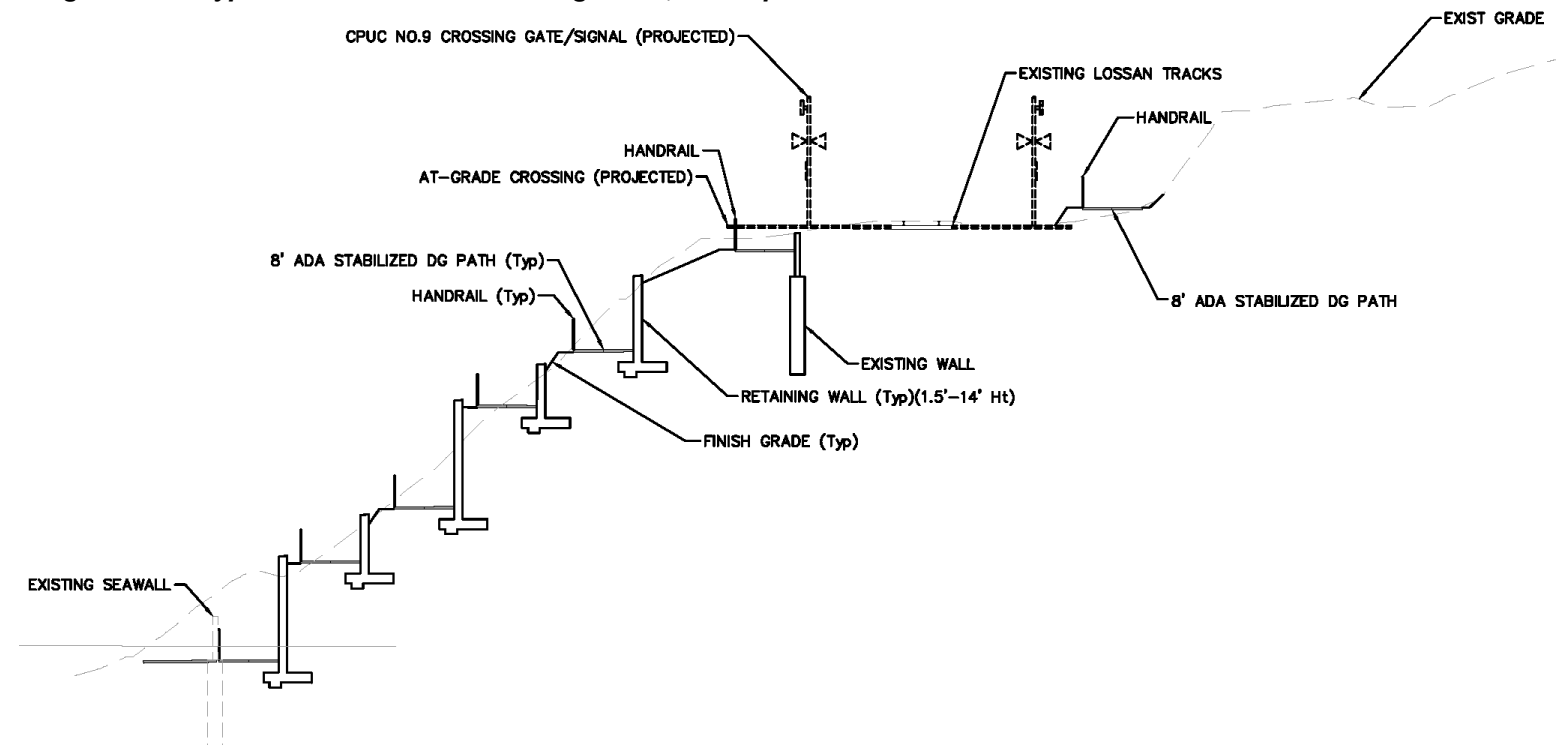 EXIST GRADE
CPUC NO.9 CROSSING GATE/SIGNAL (PROJECTED)
EXISTING LOSSAN TRACKS
HANDRAIL
HANDRAIL
AT-GRADE CROSSING (PROJECTED)
8' ADA STABILIZED DG PATH (Typ)
HANDRAIL (Typ)
8' ADA STABILIZED DG PATH
EXISTING WALL
RETAINING WALL (Typ)(1.5'-14' Ht)
FINISH GRADE (Typ)
EXISTING SEAWALL